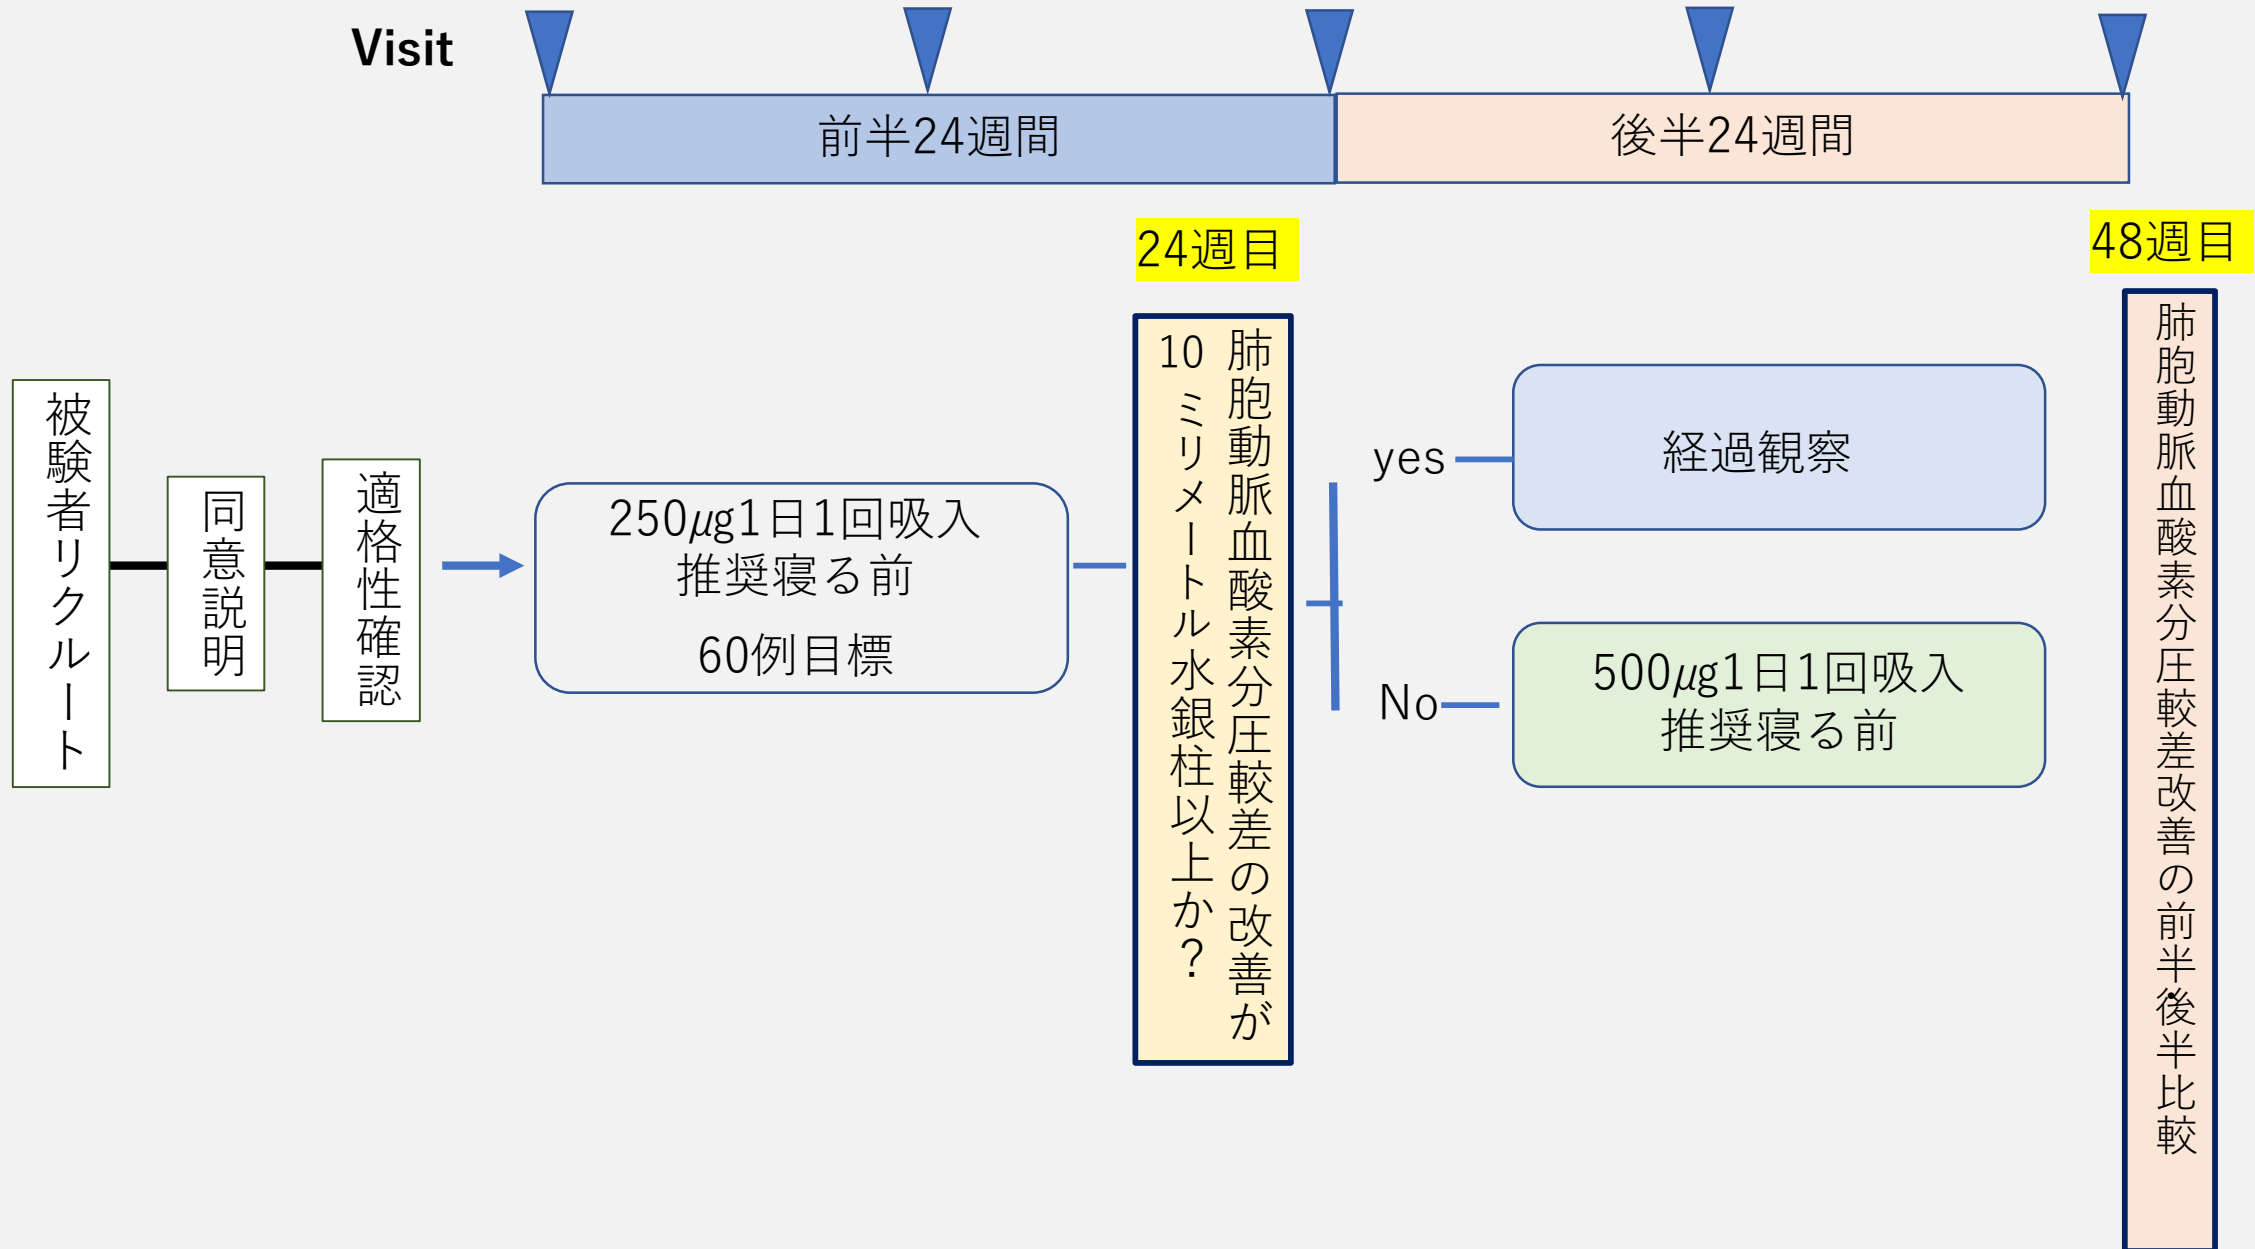 Visit
前半24週間
後半24週間
24週目
48週目
被験者リクルート
同意説明
適格性確認
250μg1日1回吸入
推奨寝る前
60例目標
肺胞動脈血酸素分圧較差の改善が
10ミリメートル水銀柱以上か？
yes
経過観察
No
500μg1日1回吸入
推奨寝る前
肺胞動脈血酸素分圧較差改善の前半・後半比較